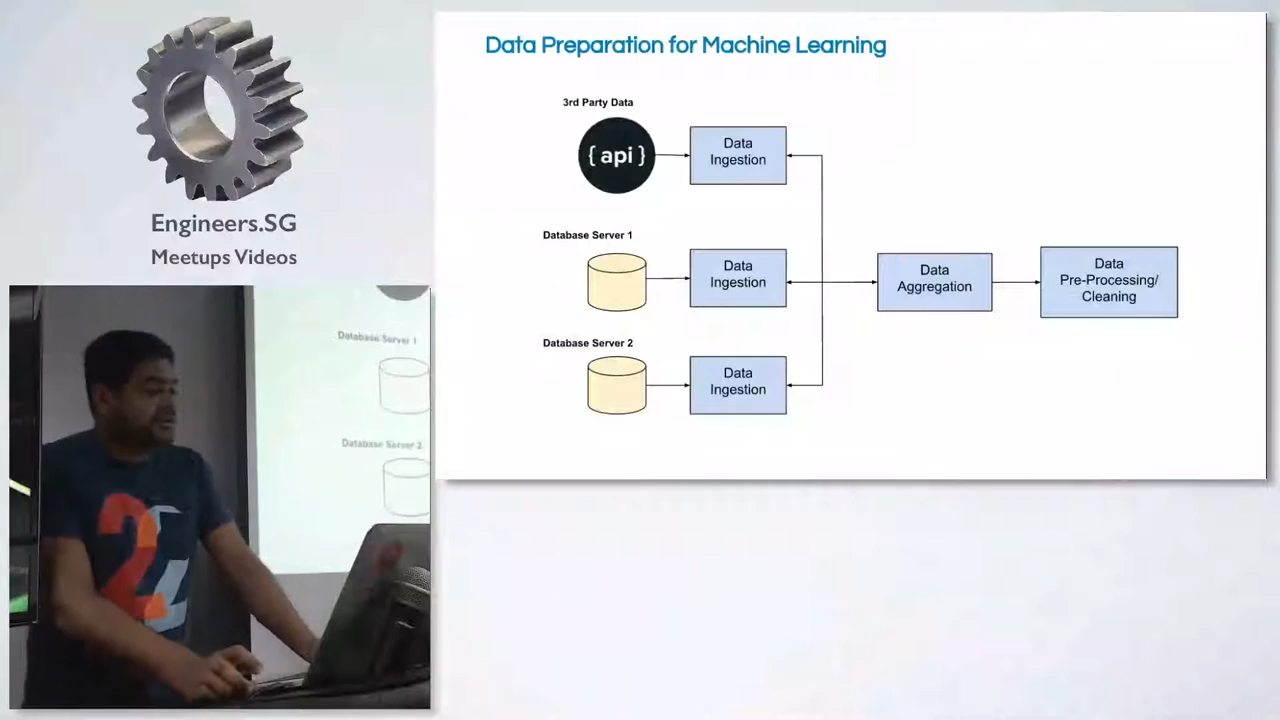 Engineers.SG
Meetups Videos
Data Preparation for Machine Learning
3rd Party Data
{ api }
Data
Ingestion
Database Server 1
Data
Ingestion
Data
Aggregation
Data
Pre-Processing/
Cleaning
Database Server 2
Data
Ingestion
Database Server 1
Database Server 2
22